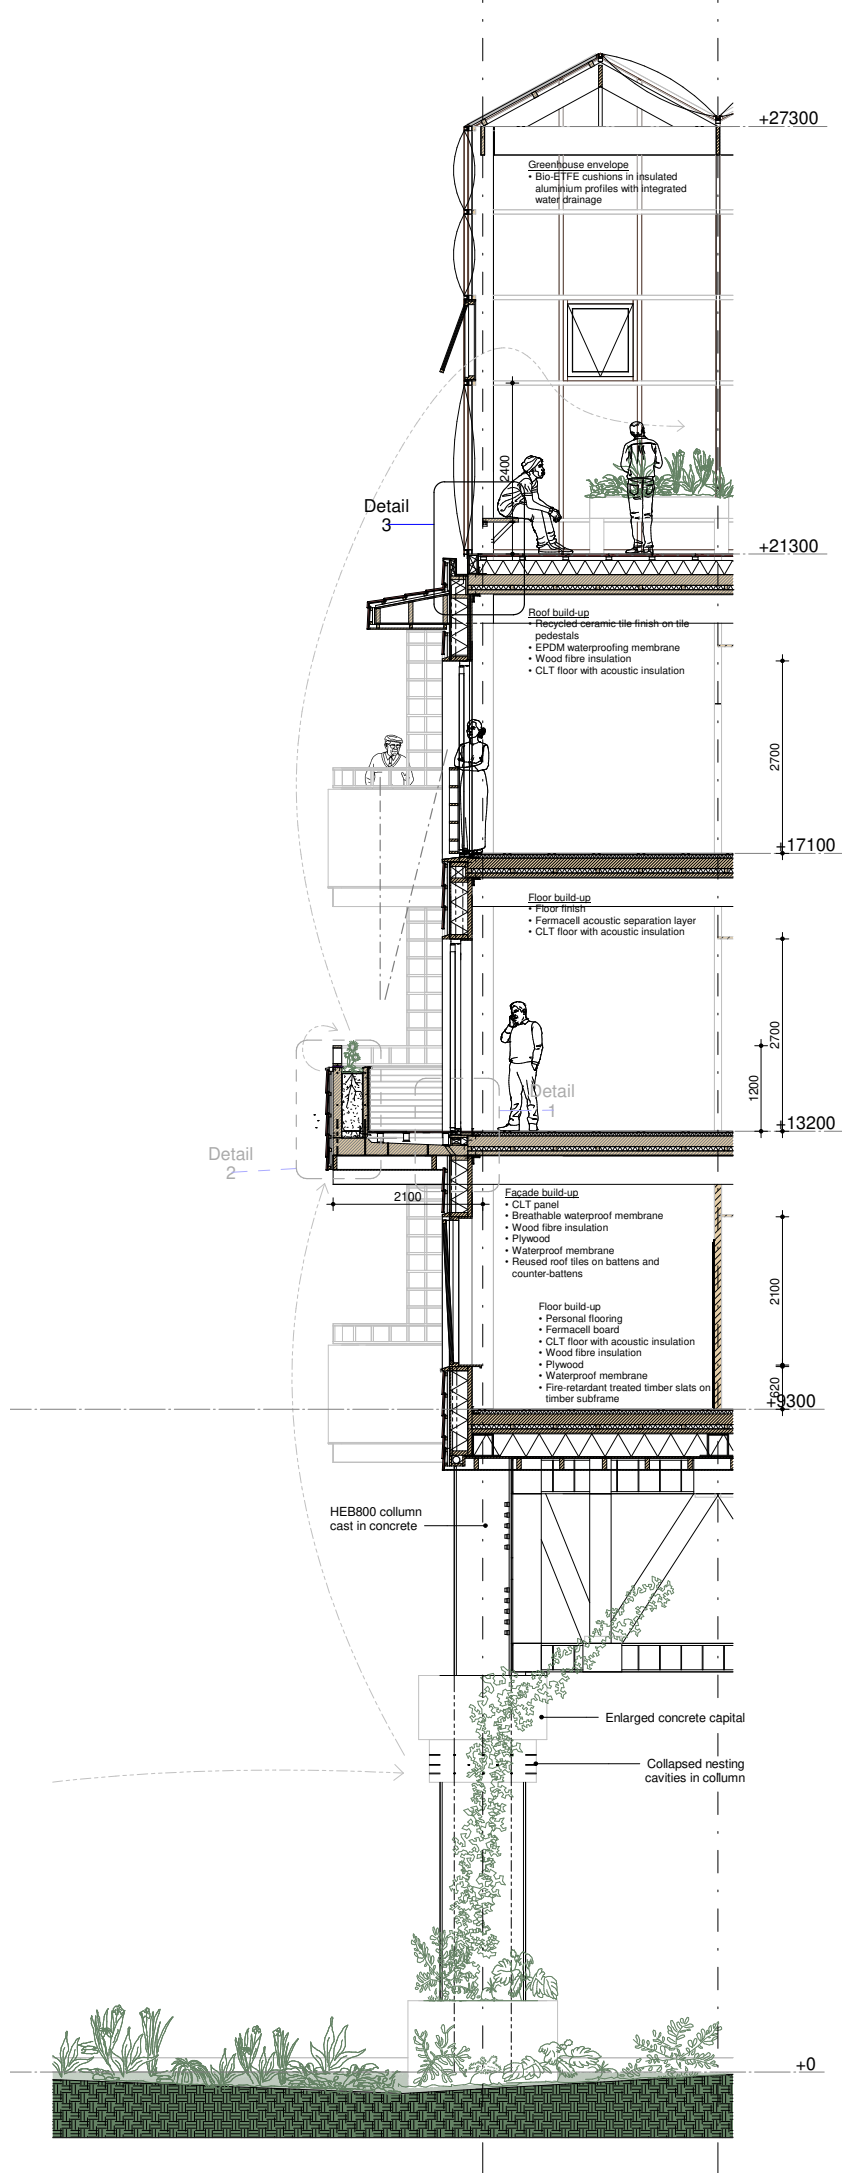 +27300
Greenhouse envelope
• Bio-ETFE cushions in insulated
aluminium profiles with integrated
water drainage
2400
Detail
3
+21300
Roof build-up
• Recycled ceramic tile finish on tile
pedestals
• EPDM waterproofing membrane
• Wood fibre insulation
• CLT floor with acoustic insulation
2700
+17100
Floor build-up
• Floor finish
• Fermacell acoustic separation layer
• CLT floor with acoustic insulation
2700
1200
Detail
1
+13200
Detail
2
2100
Façade build-up
• CLT panel
• Breathable waterproof membrane
• Wood fibre insulation
• Plywood
• Waterproof membrane
• Reused roof tiles on battens and
counter-battens
2100
Floor build-up
• Personal flooring
• Fermacell board
• CLT floor with acoustic insulation
• Wood fibre insulation
• Plywood
• Waterproof membrane
• Fire-retardant treated timber slats on
timber subframe
620
+9300
HEB800 collumn
cast in concrete
Enlarged concrete capital
Collapsed nesting
cavities in column
+0